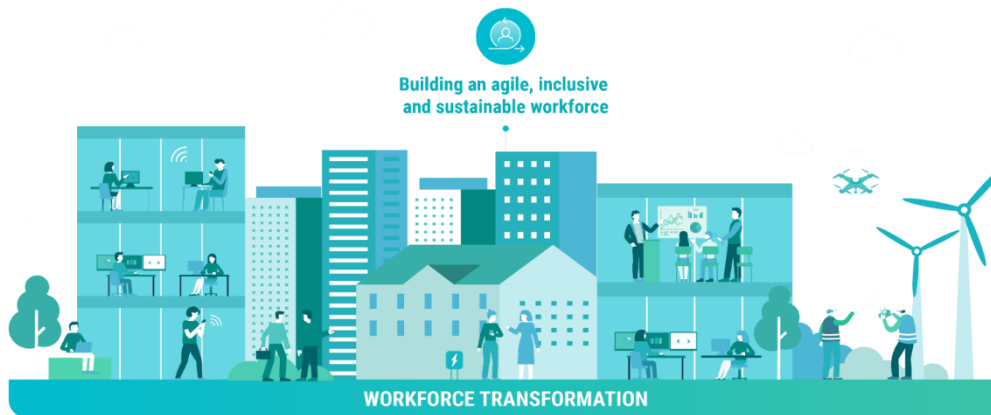 Building an agile, inclusive
and sustainable workforce
WORKFORCE TRANSFORMATION